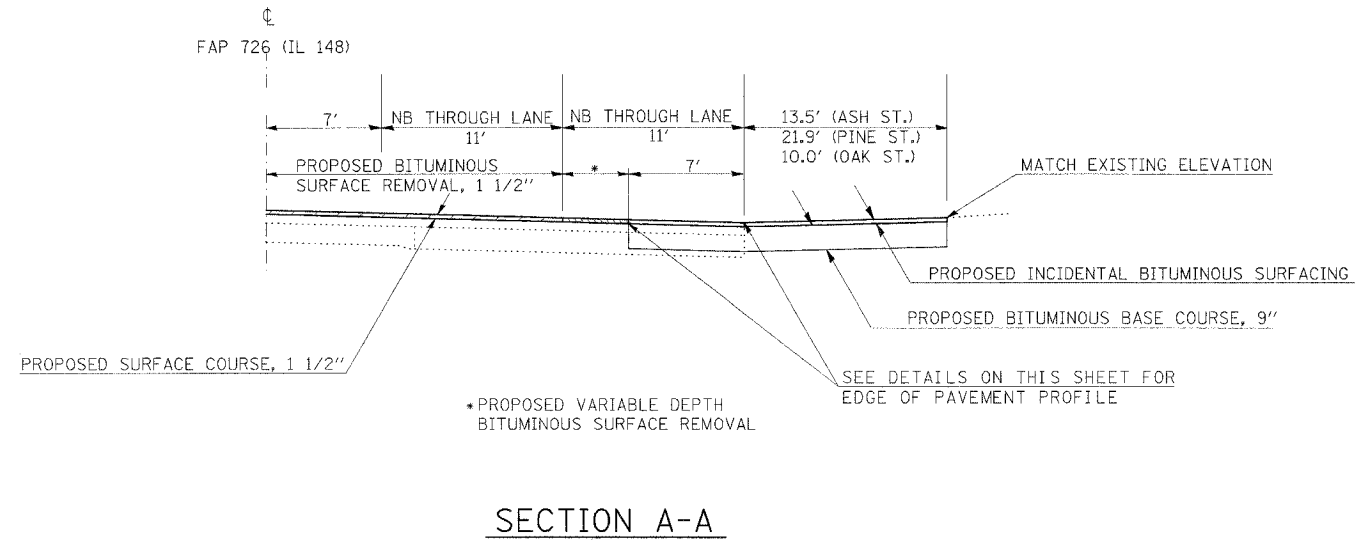 ℄
FAP 726 (IL 148)
7'
NB THROUGH LANE
11'
NB THROUGH LANE
11'
13.5' (ASH ST.)
21.9' (PINE ST.)
10.0' (OAK ST.)
PROPOSED BITUMINOUS
SURFACE REMOVAL, 1 1/2"
*
7'
MATCH EXISTING ELEVATION
PROPOSED INCIDENTAL BITUMINOUS SURFACING
PROPOSED BITUMINOUS BASE COURSE, 9"
PROPOSED SURFACE COURSE, 1 1/2"
SEE DETAILS ON THIS SHEET FOR
EDGE OF PAVEMENT PROFILE
*PROPOSED VARIABLE DEPTH
BITUMINOUS SURFACE REMOVAL
SECTION A-A